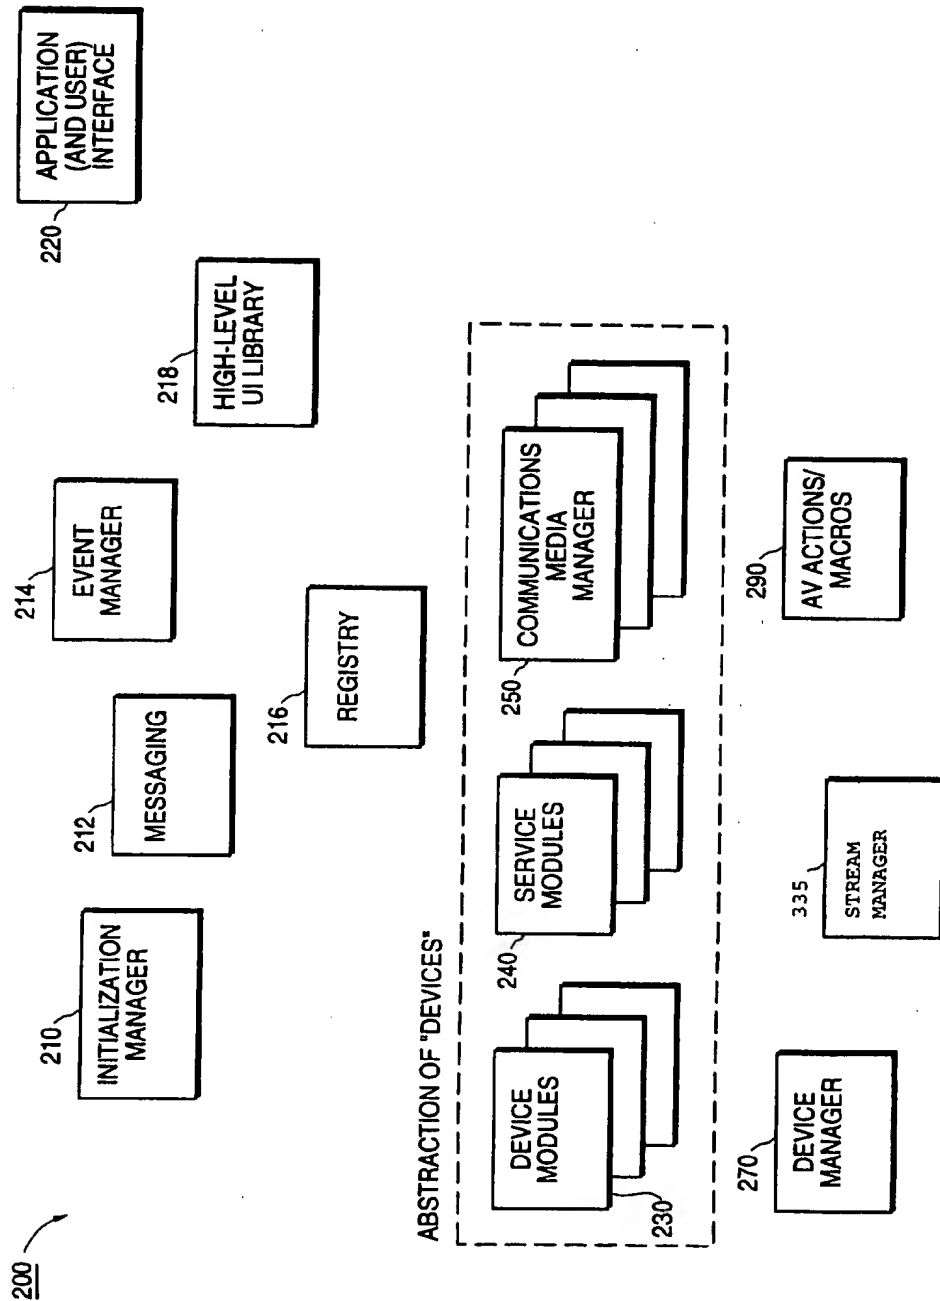 200
210
INITIALIZATION
MANAGER
212
MESSAGING
214
EVENT
MANAGER
216
REGISTRY
218
HIGH-LEVEL
UI LIBRARY
220
APPLICATION
(AND USER)
INTERFACE
ABSTRACTION OF "DEVICES"
DEVICE
MODULES
230
240
SERVICE
MODULES
250
COMMUNICATIONS
MEDIA
MANAGER
270
DEVICE
MANAGER
335
STREAM
MANAGER
290
AV ACTIONS/
MACROS